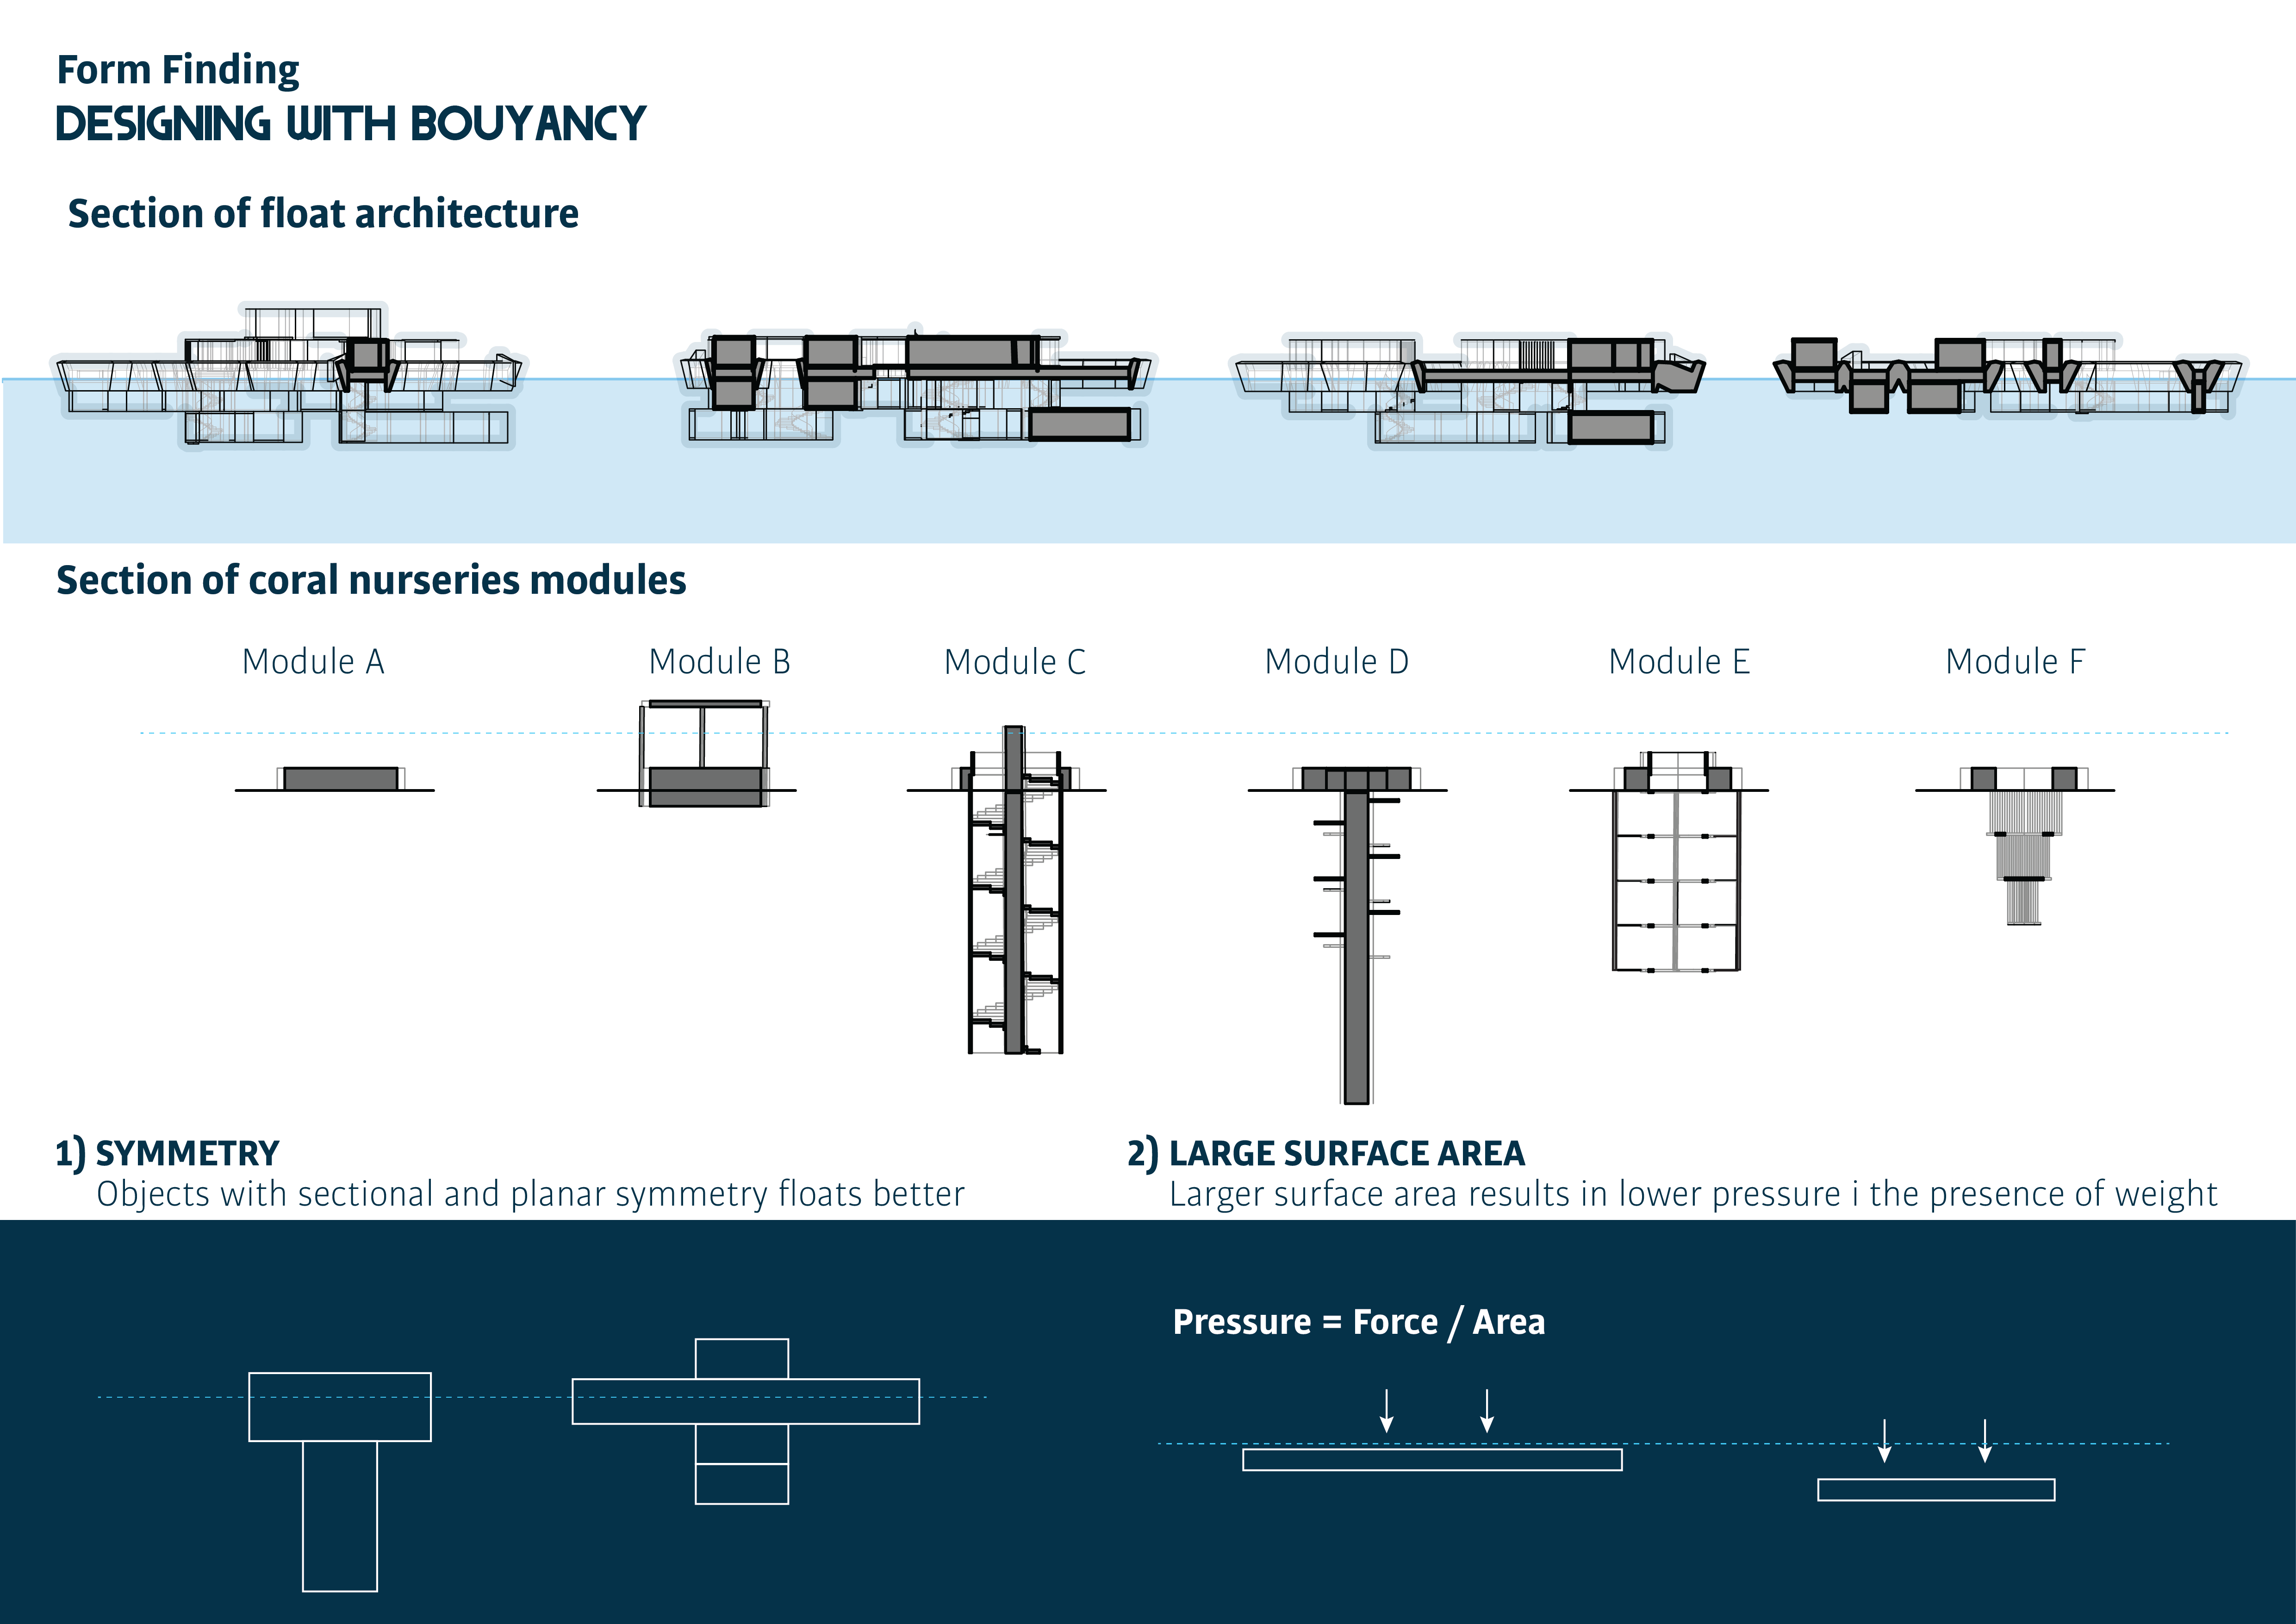 Form Finding
DESIGNING WITH BOUYANCY
Section of float architecture
Section of coral nurseries modules
Module A
Module B
Module C
Module D
Module E
Module F
1) SYMMETRY
Objects with sectional and planar symmetry floats better
2) LARGE SURFACE AREA
Larger surface area results in lower pressure i the presence of weight
Pressure = Force / Area